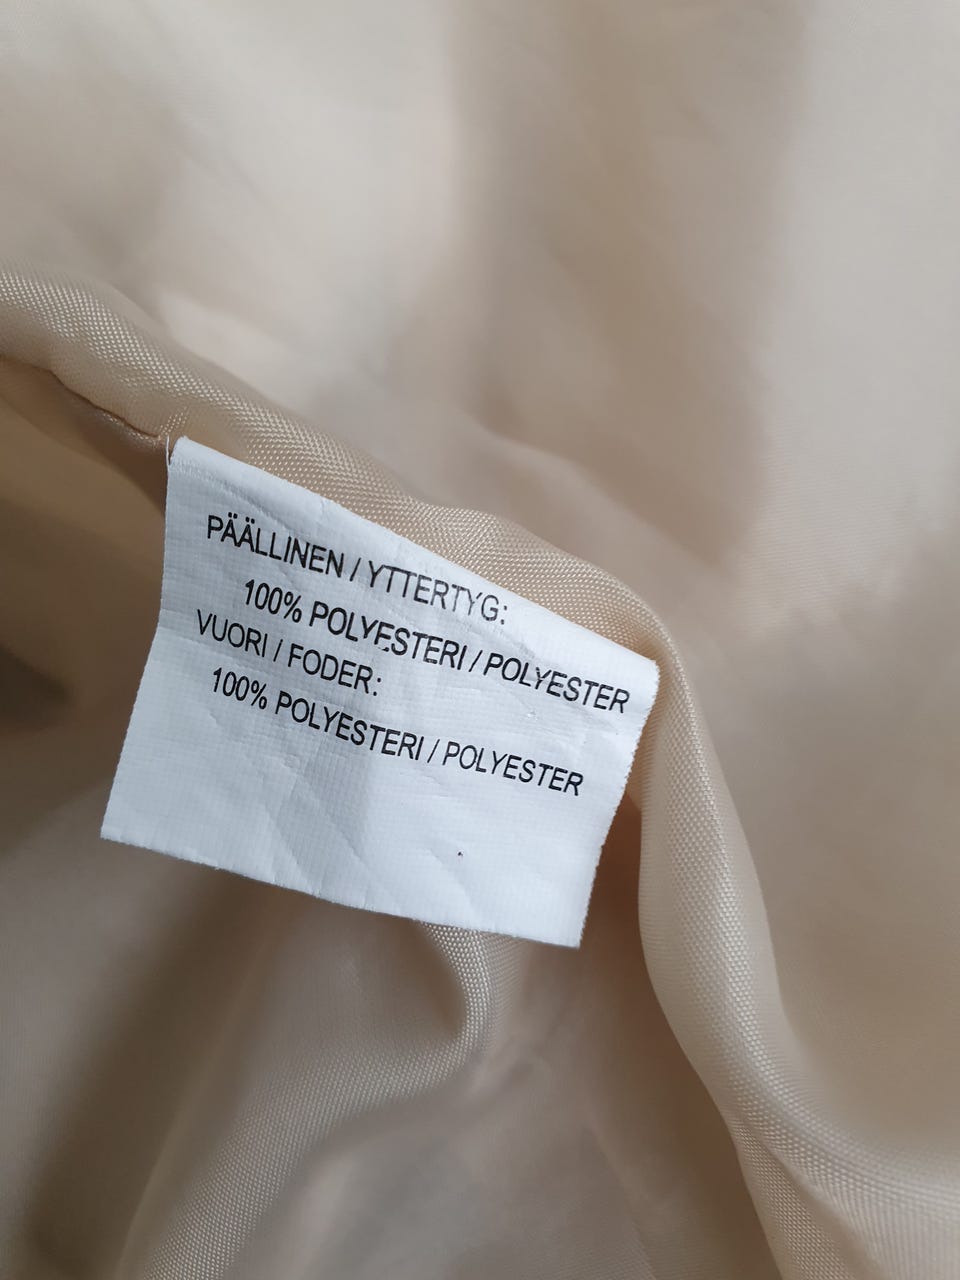 PÄÄLLINEN / YTTERTYG:
100% POLYESTERI / POLYESTER
VUORI / FODER:
100% POLYESTERI / POLYESTER